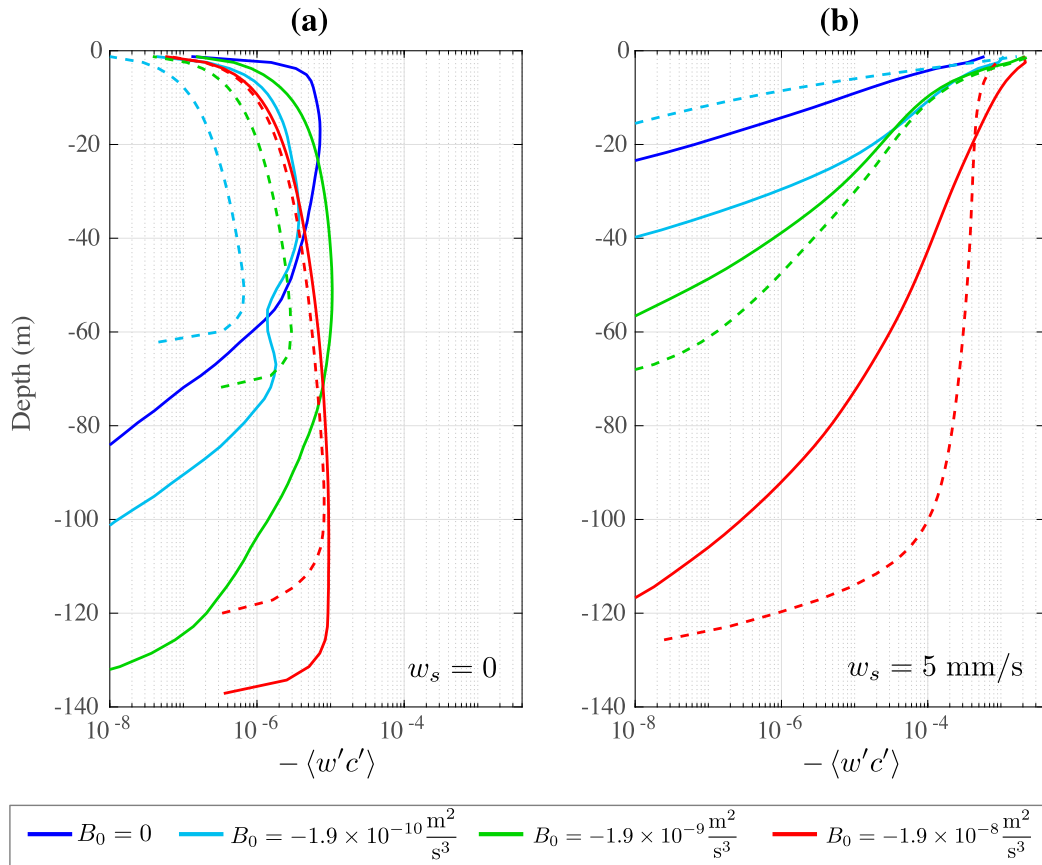 (a)
(b)
0
-20
-40
-60
-80
-100
-120
-140
Depth (m)
10^-8
10^-6
10^-4
− ⟨w′c′⟩
w_s = 0
0
-20
-40
-60
-80
-100
-120
-140
10^-8
10^-6
10^-4
− ⟨w′c′⟩
w_s = 5 mm/s
B_0 = 0
B_0 = −1.9 × 10^−10 m^2/s^3
B_0 = −1.9 × 10^−9 m^2/s^3
B_0 = −1.9 × 10^−8 m^2/s^3